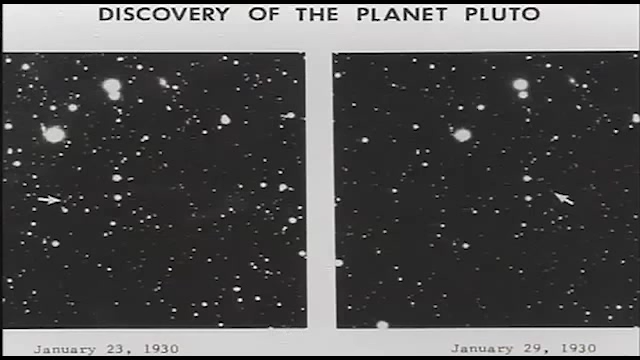 DISCOVERY OF THE PLANET PLUTO
January 23, 1930
January 29, 1930